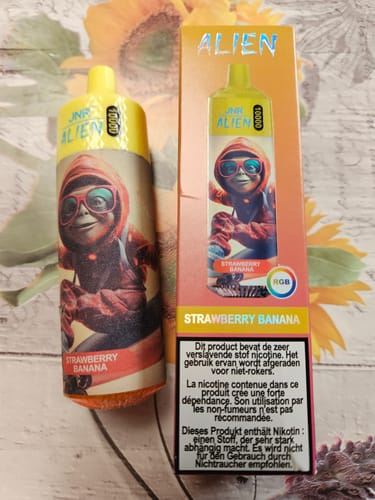 JNR
ALIEN
10000
STRAWBERRY
BANANA
ALIEN
JNR
ALIEN
10000
STRAWBERRY
BANANA
RGB
STRAWBERRY BANANA
Dit product bevat de zeer
verslavende stof nicotine. Het
gebruik ervan wordt afgeraden
voor niet-rokers.
La nicotine contenue dans ce
produit crée une forte
dépendance. Son utilisation par
les non-fumeurs n'est pas
recommandée.
Dieses Produkt enthält Nikotin :
einen Stoff, der sehr stark
abhängig macht. Es wird nicht
für den Gebrauch durch
Nichtraucher empfohlen.